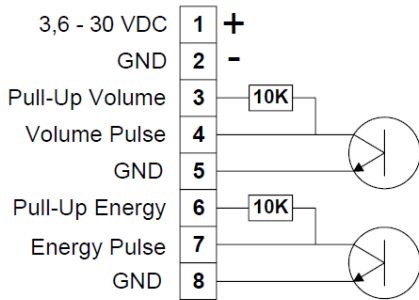 3,6 - 30 VDC 1 +
GND 2 -
Pull-Up Volume 3 10K
Volume Pulse 4
GND 5
Pull-Up Energy 6 10K
Energy Pulse 7
GND 8